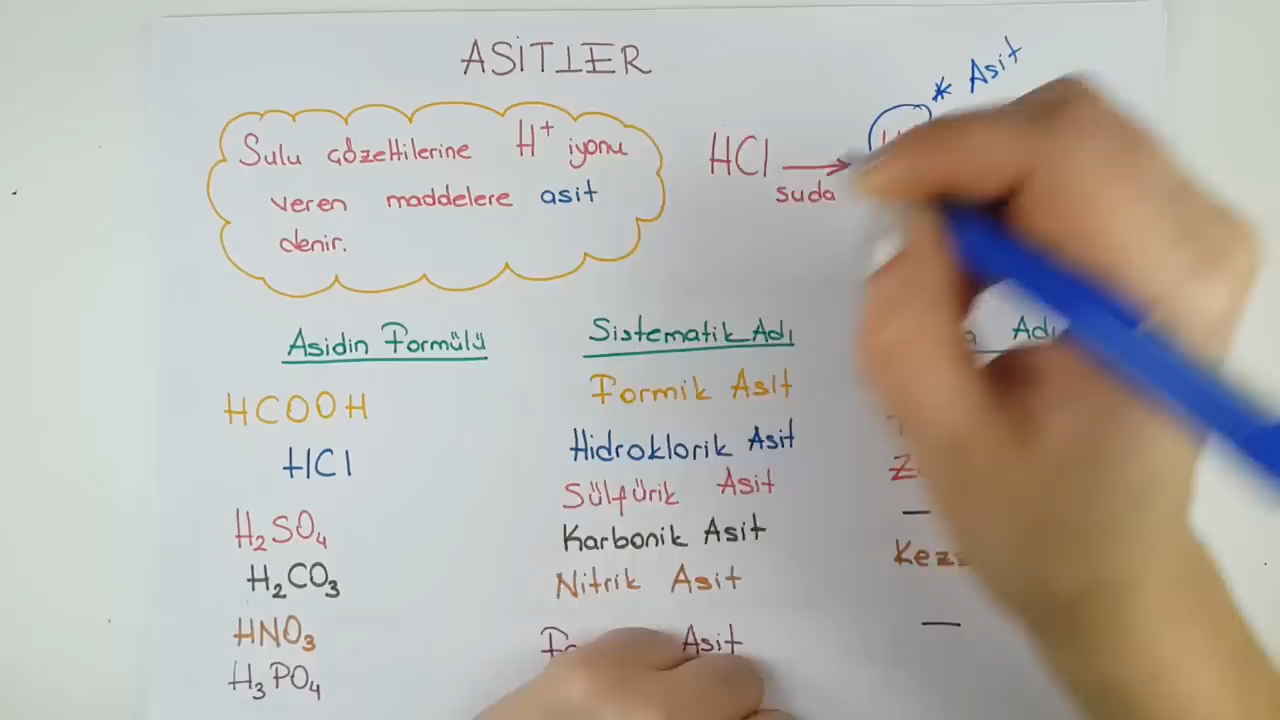 ASİTLER
* Asit
Sulu çözeltilerine H+ iyonu
veren maddelere asit
denir.
HCl → suda
Asidin Formülü Sistematik Adı Adı
HCOOH Formik Asit
HCl Hidroklorik Asit
H₂SO₄ Sülfürik Asit
H₂CO₃ Karbonik Asit —
HNO₃ Nitrik Asit
H₃PO₄ Asit —